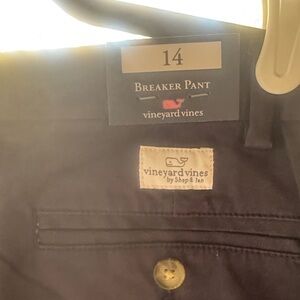 14
BREAKER PANT
vineyard vines
vineyard vines
by Shep & Ian